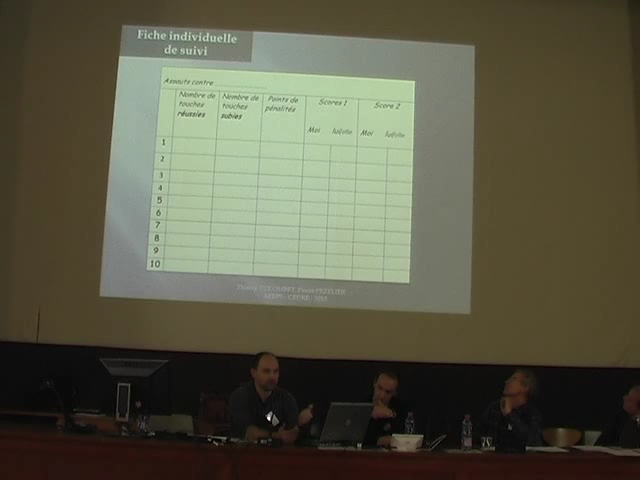 Fiche individuelle
de suivi
Assauts contre
Nombre de touches réussies
Nombre de touches subies
Points de pénalités
Scores 1
Score 2
Moi lui/elle Moi lui/elle
1
2
3
4
5
6
7
8
9
10